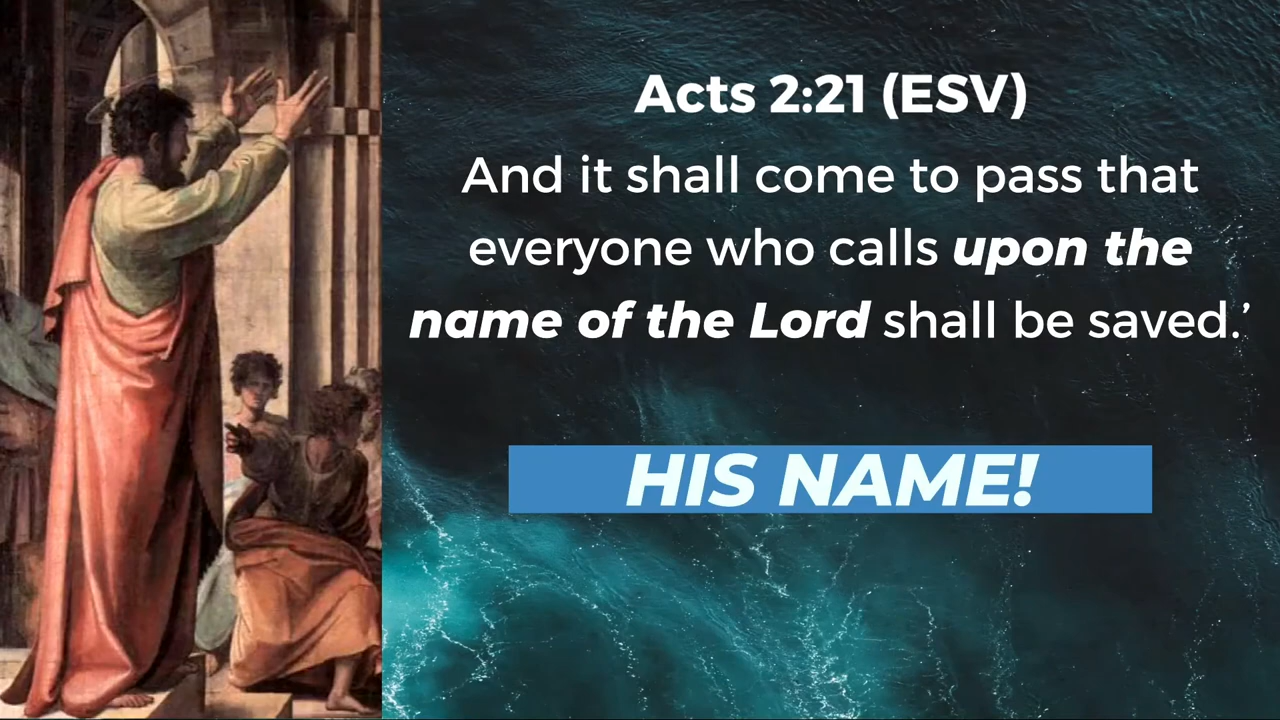 Acts 2:21 (ESV)
And it shall come to pass that
everyone who calls upon the
name of the Lord shall be saved.’
HIS NAME!